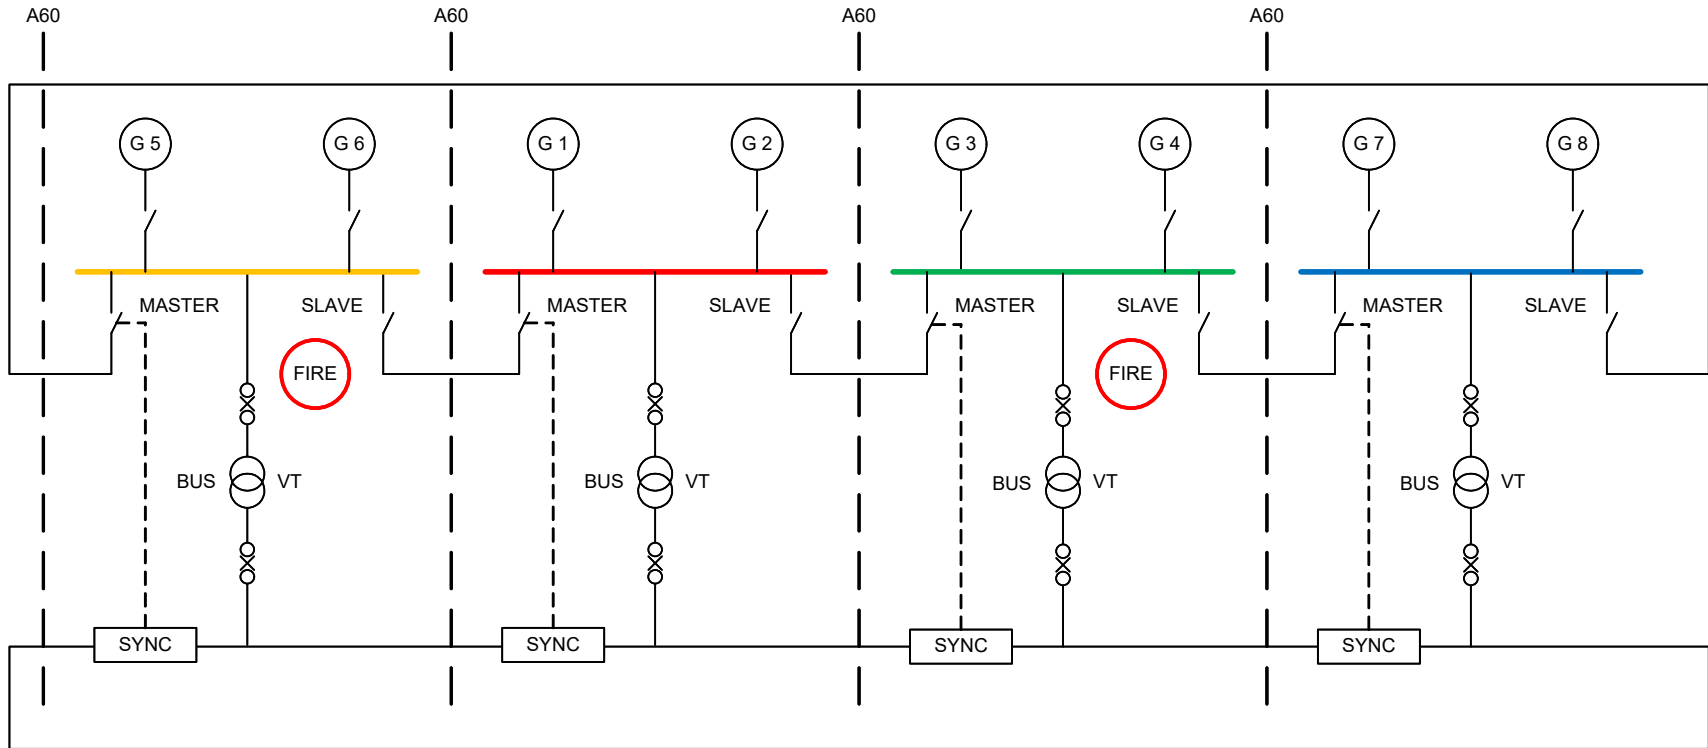 A60 A60 A60 A60
G 5 G 6 G 1 G 2 G 3 G 4 G 7 G 8
MASTER SLAVE MASTER SLAVE MASTER SLAVE MASTER SLAVE
FIRE FIRE
BUS VT BUS VT BUS VT BUS VT
SYNC SYNC SYNC SYNC